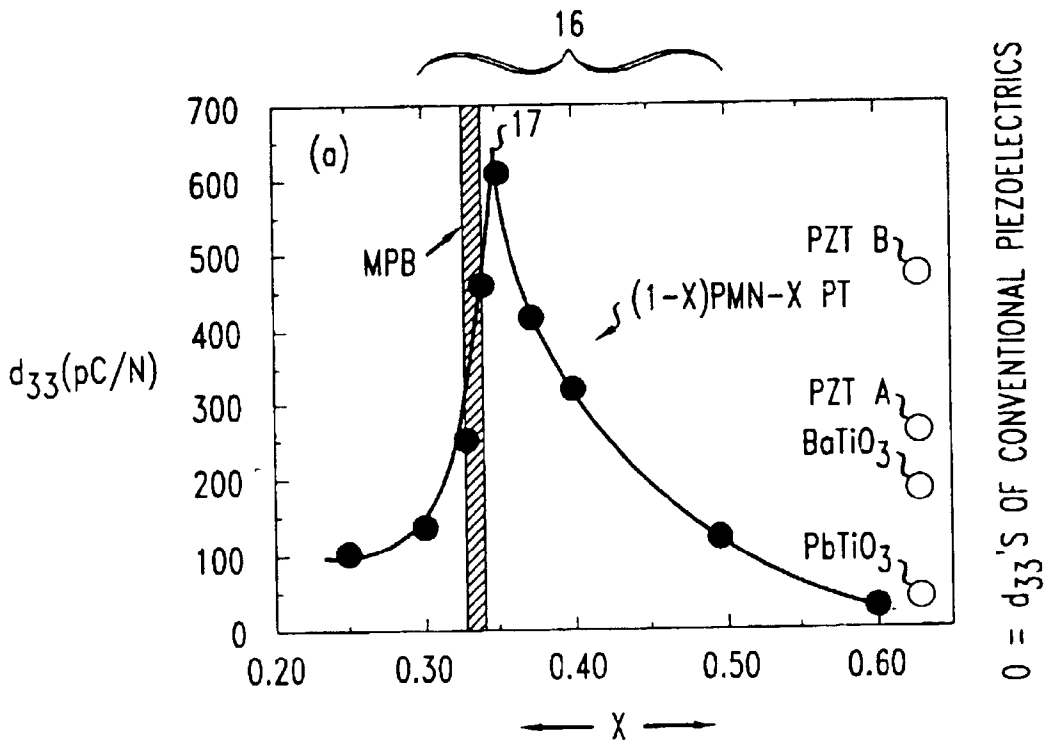 16
700
600
500
400
300
200
100
0
d33(pC/N)
(a)
17
MPB
(1-X)PMN-X PT
PZT B
PZT A
BaTiO3
PbTiO3
0.20 0.30 0.40 0.50 0.60
X
O = d33'S OF CONVENTIONAL PIEZOELECTRICS